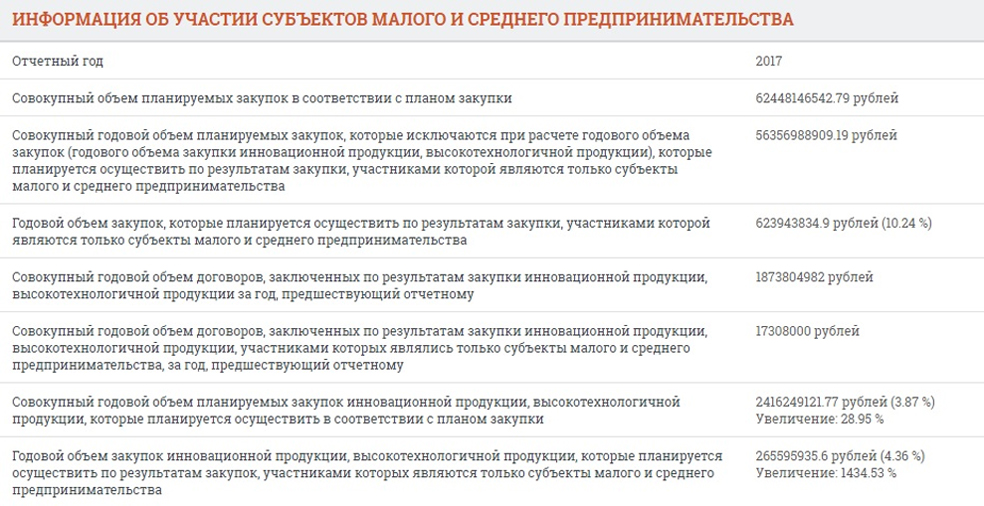 ИНФОРМАЦИЯ ОБ УЧАСТИИ СУБЪЕКТОВ МАЛОГО И СРЕДНЕГО ПРЕДПРИНИМАТЕЛЬСТВА
Отчетный год
2017
Совокупный объем планируемых закупок в соответствии с планом закупки
62448146542.79 рублей
Совокупный годовой объем планируемых закупок, которые исключаются при расчете годового объема
закупок (годового объема закупки инновационной продукции, высокотехнологичной продукции), которые
планируется осуществить по результатам закупки, участниками которой являются только субъекты
малого и среднего предпринимательства
56356988909.19 рублей
Годовой объем закупок, которые планируется осуществить по результатам закупки, участниками которой
являются только субъекты малого и среднего предпринимательства
623943834.9 рублей (10.24 %)
Совокупный годовой объем договоров, заключенных по результатам закупки инновационной продукции,
высокотехнологичной продукции за год, предшествующий отчетному
1873804982 рублей
Совокупный годовой объем договоров, заключенных по результатам закупки инновационной продукции,
высокотехнологичной продукции, участниками которых являлись только субъекты малого и среднего
предпринимательства, за год, предшествующий отчетному
17308000 рублей
Совокупный годовой объем планируемых закупок инновационной продукции, высокотехнологичной
продукции, которые планируется осуществить в соответствии с планом закупки
2416249121.77 рублей (3.87 %)
Увеличение: 28.95 %
Годовой объем закупок инновационной продукции, высокотехнологичной продукции, которые планируется
осуществить по результатам закупок, участниками которых являются только субъекты малого и среднего
предпринимательства
265595935.6 рублей (4.36 %)
Увеличение: 1434.53 %